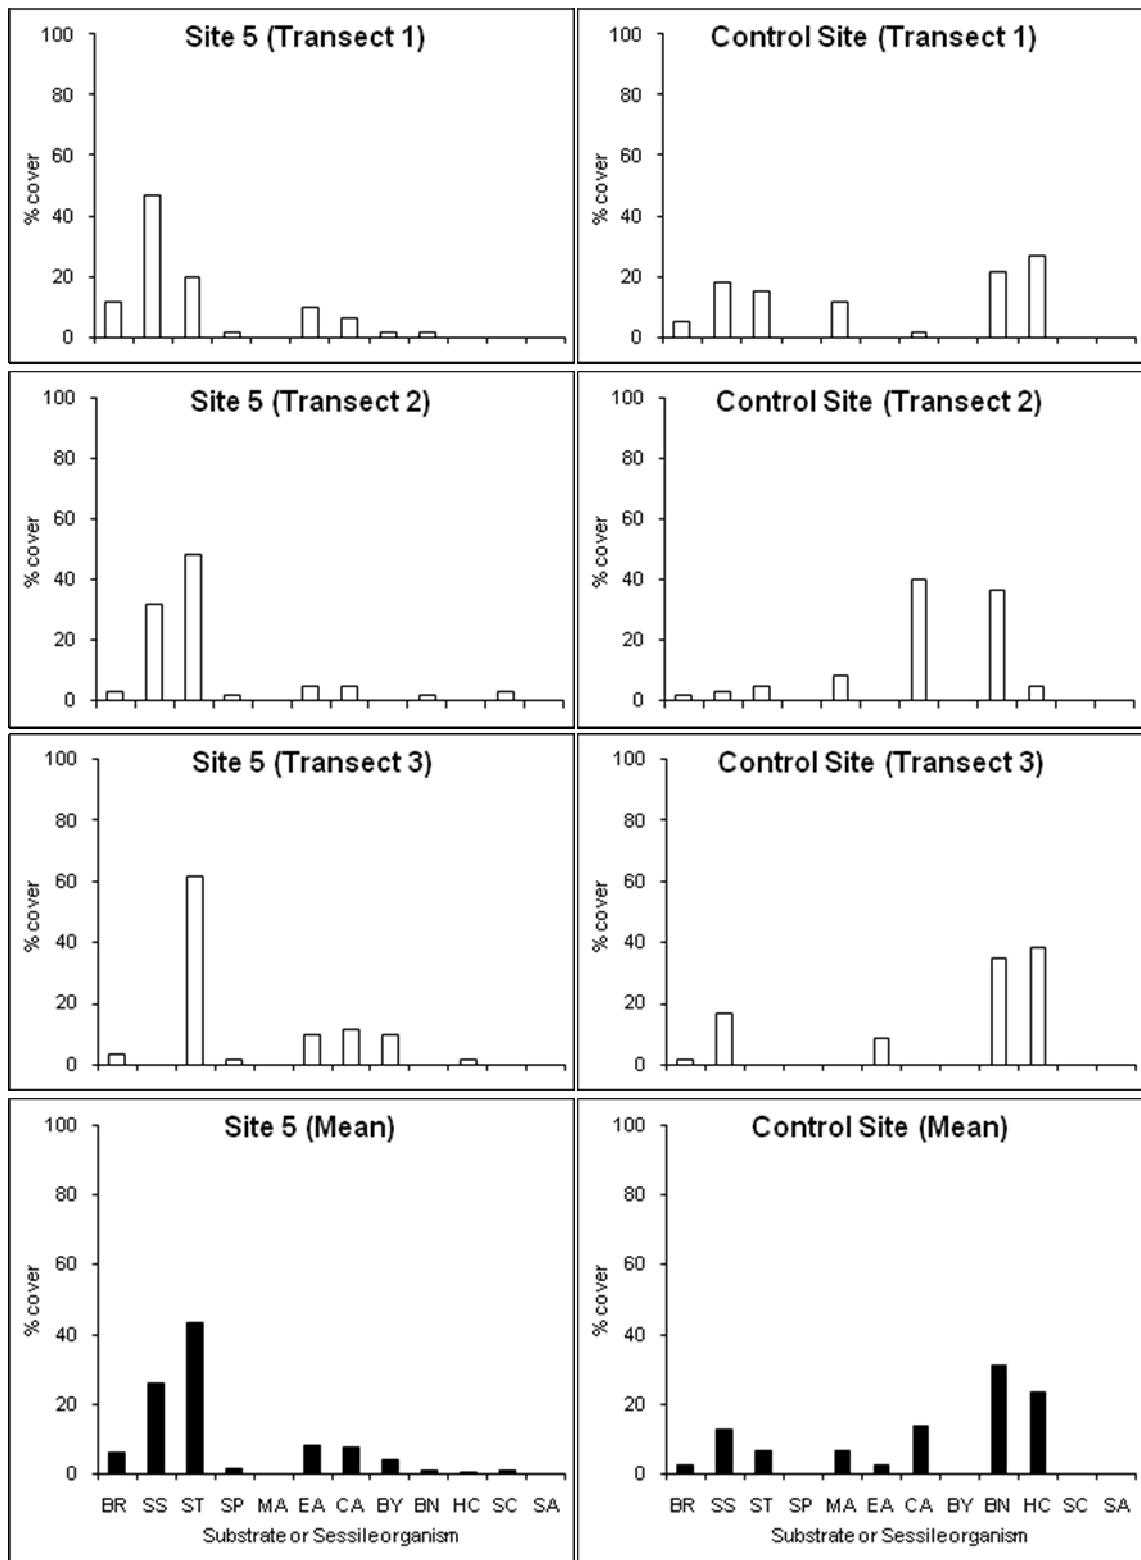 Site 5 (Transect 1)
100
80
60
40
20
0
% cover
Control Site (Transect 1)
100
80
60
40
20
0
% cover
Site 5 (Transect 2)
100
80
60
40
20
0
% cover
Control Site (Transect 2)
100
80
60
40
20
0
% cover
Site 5 (Transect 3)
100
80
60
40
20
0
% cover
Control Site (Transect 3)
100
80
60
40
20
0
% cover
Site 5 (Mean)
100
80
60
40
20
0
% cover
BR SS ST SP MA EA CA BY BN HC SC SA
Substrate or Sessile organism
Control Site (Mean)
100
80
60
40
20
0
% cover
BR SS ST SP MA EA CA BY BN HC SC SA
Substrate or Sessile organism